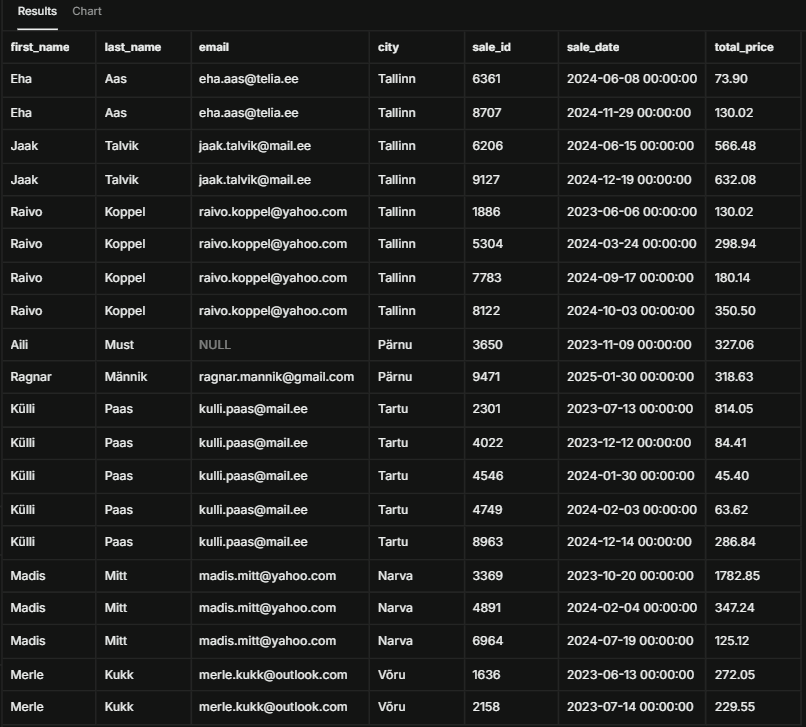 Results Chart
first_name last_name email city sale_id sale_date total_price
Eha Aas eha.aas@telia.ee Tallinn 6361 2024-06-08 00:00:00 73.90
Eha Aas eha.aas@telia.ee Tallinn 8707 2024-11-29 00:00:00 130.02
Jaak Talvik jaak.talvik@mail.ee Tallinn 6206 2024-06-15 00:00:00 566.48
Jaak Talvik jaak.talvik@mail.ee Tallinn 9127 2024-12-19 00:00:00 632.08
Raivo Koppel raivo.koppel@yahoo.com Tallinn 1886 2023-06-06 00:00:00 130.02
Raivo Koppel raivo.koppel@yahoo.com Tallinn 5304 2024-03-24 00:00:00 298.94
Raivo Koppel raivo.koppel@yahoo.com Tallinn 7783 2024-09-17 00:00:00 180.14
Raivo Koppel raivo.koppel@yahoo.com Tallinn 8122 2024-10-03 00:00:00 350.50
Aili Must NULL Pärnu 3650 2023-11-09 00:00:00 327.06
Ragnar Männik ragnar.mannik@gmail.com Pärnu 9471 2025-01-30 00:00:00 318.63
Külli Paas kulli.paas@mail.ee Tartu 2301 2023-07-13 00:00:00 814.05
Külli Paas kulli.paas@mail.ee Tartu 4022 2023-12-12 00:00:00 84.41
Külli Paas kulli.paas@mail.ee Tartu 4546 2024-01-30 00:00:00 45.40
Külli Paas kulli.paas@mail.ee Tartu 4749 2024-02-03 00:00:00 63.62
Külli Paas kulli.paas@mail.ee Tartu 8963 2024-12-14 00:00:00 286.84
Madis Mitt madis.mitt@yahoo.com Narva 3369 2023-10-20 00:00:00 1782.85
Madis Mitt madis.mitt@yahoo.com Narva 4891 2024-02-04 00:00:00 347.24
Madis Mitt madis.mitt@yahoo.com Narva 6964 2024-07-19 00:00:00 125.12
Merle Kukk merle.kukk@outlook.com Võru 1636 2023-06-13 00:00:00 272.05
Merle Kukk merle.kukk@outlook.com Võru 2158 2023-07-14 00:00:00 229.55